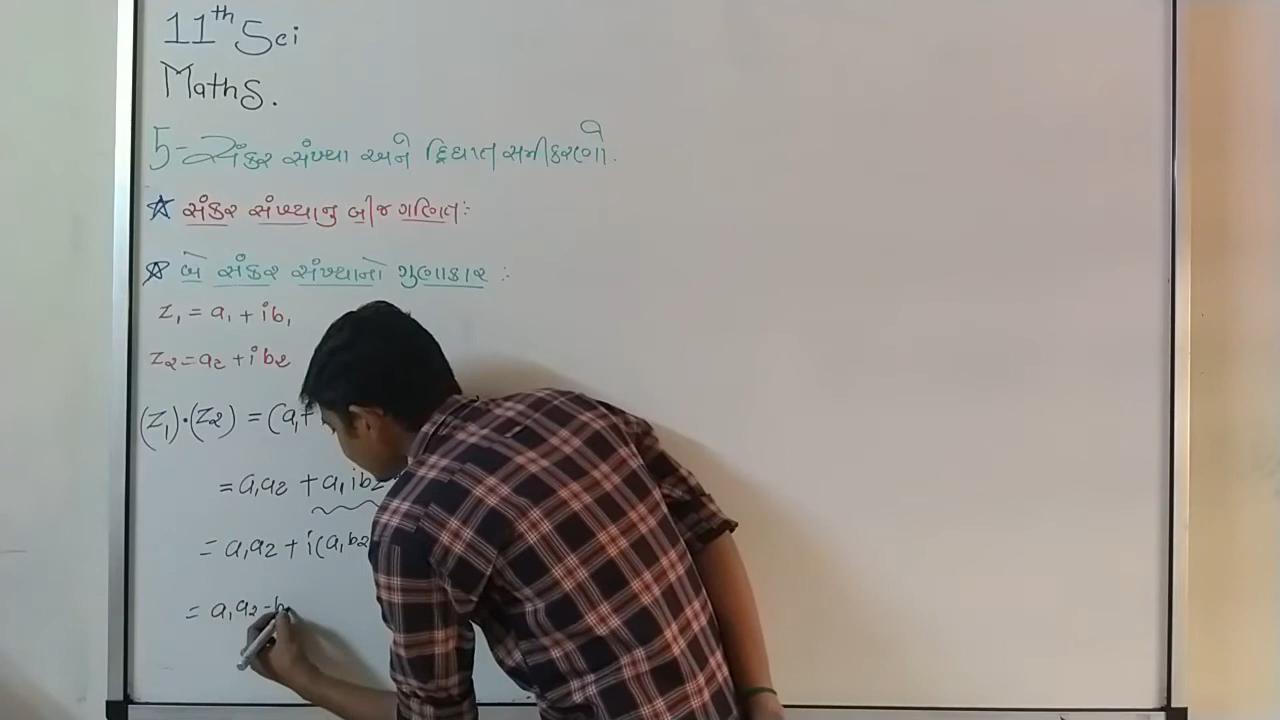 11th Sci
Maths.
5-સંકર સંખ્યા અને દ્વિઘાત સમીકરણો.
☆ સંકર સંખ્યાનુ બીજ ગણિત:
☆ બે સંકર સંખ્યાનો ગુણાકાર :
z₁ = a₁ + ib₁
z₂ = a₂ + ib₂
(z₁)·(z₂) = (a₁+
= a₁a₂ + a₁ib₂
= a₁a₂ + i(a₁b₂
= a₁a₂ - b